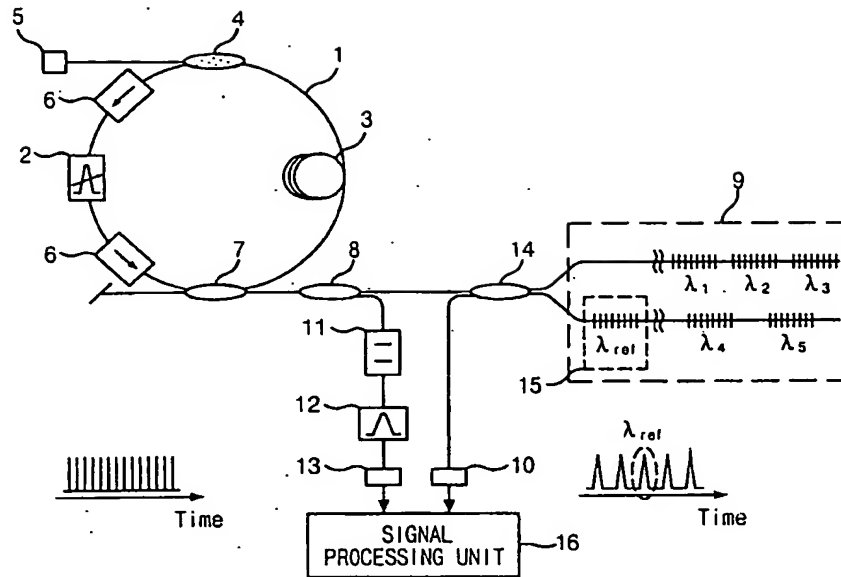 5
4
1
6
2
3
9
6
7
8
14
λ1 λ2 λ3
11
λref λ4 λ5
15
12
λref
13
10
Time
Time
SIGNAL
PROCESSING UNIT
16